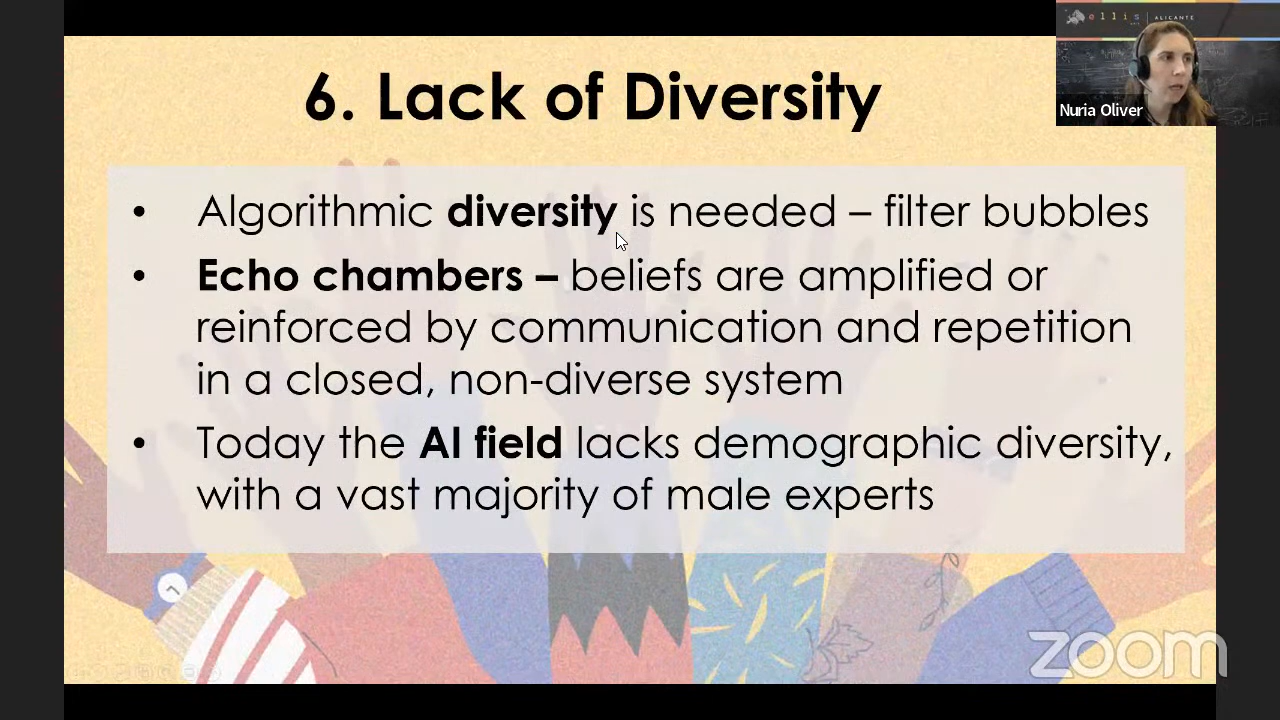 6. Lack of Diversity
ellis | ALICANTE
Nuria Oliver
• Algorithmic diversity is needed – filter bubbles
• Echo chambers – beliefs are amplified or
reinforced by communication and repetition
in a closed, non-diverse system
• Today the AI field lacks demographic diversity,
with a vast majority of male experts
zoom